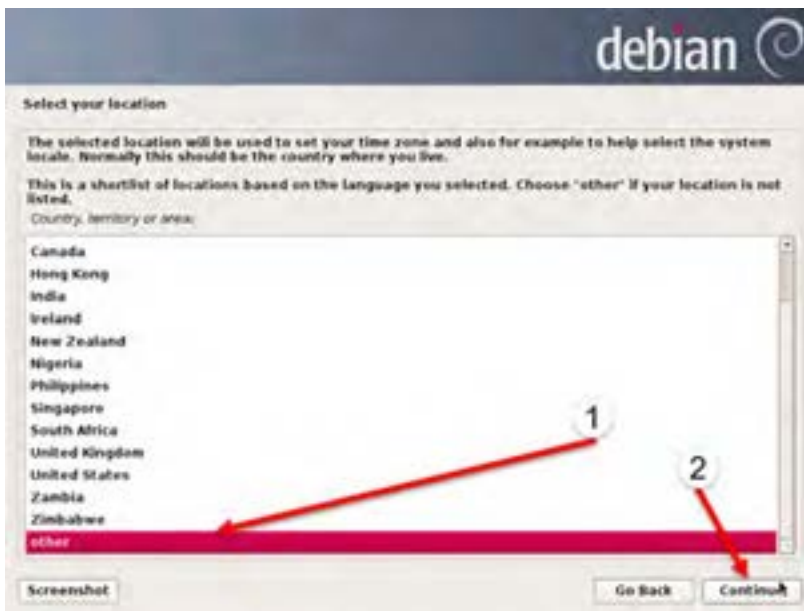 debian
Select your location
The selected location will be used to set your time zone and also for example to help select the system
locale. Normally this should be the country where you live.
This is a shortlist of locations based on the language you selected. Choose "other" if your location is not
listed.
Country, territory or area:
Canada
Hong Kong
India
Ireland
New Zealand
Nigeria
Philippines
Singapore
South Africa
United Kingdom
United States
Zambia
Zimbabwe
other
1
2
Screenshot
Go Back
Continue